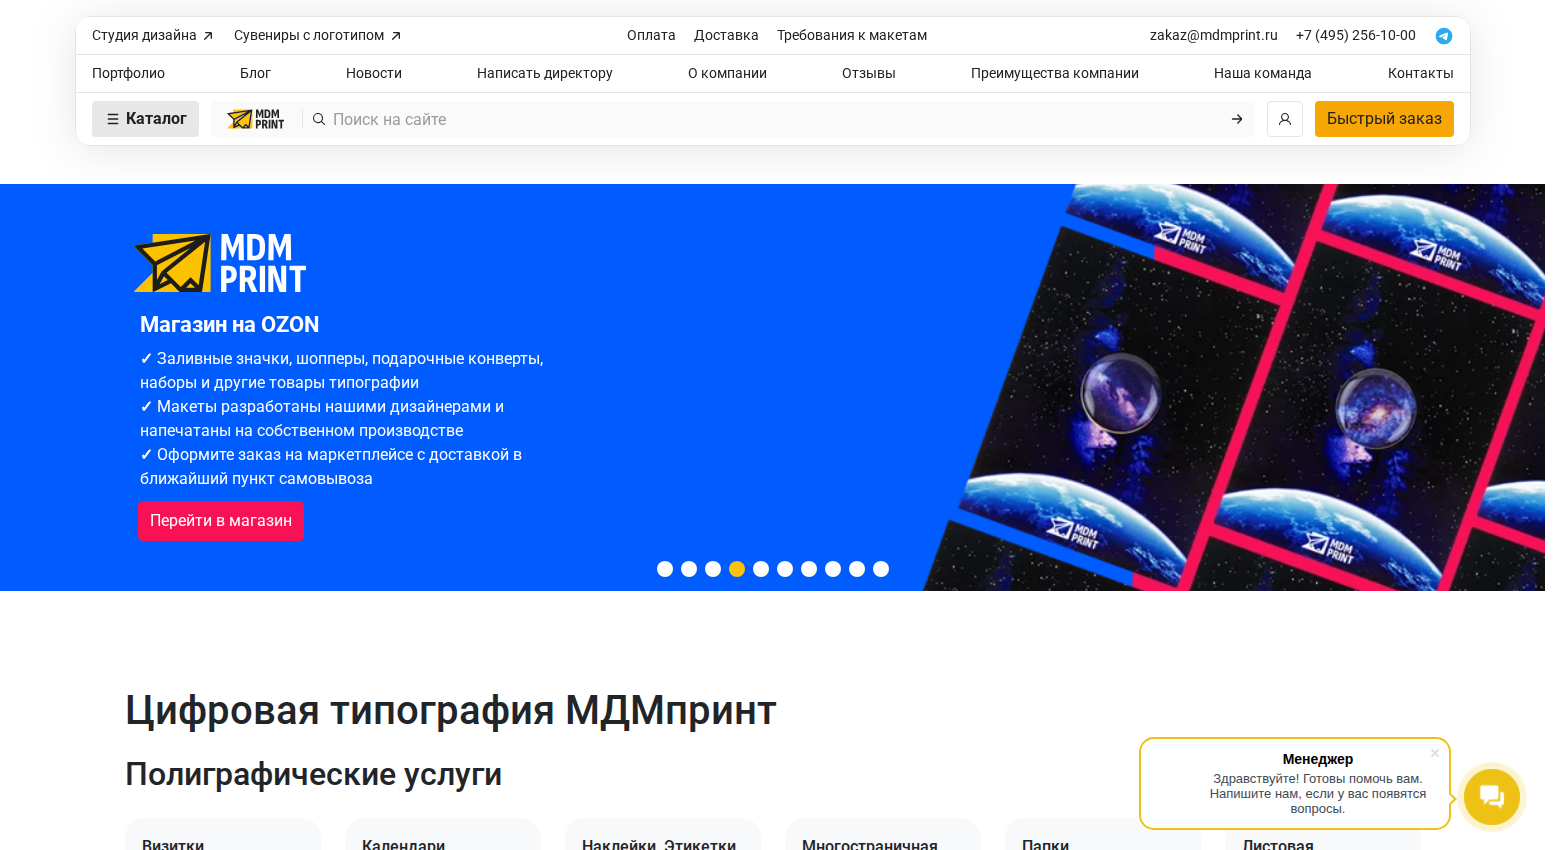 Студия дизайна Сувениры с логотипом Оплата Доставка Требования к макетам zakaz@mdmprint.ru +7 (495) 256-10-00
Портфолио Блог Новости Написать директору О компании Отзывы Преимущества компании Наша команда Контакты
Каталог MDM PRINT Поиск на сайте Быстрый заказ
MDM
PRINT
Магазин на OZON
✓ Заливные значки, шопперы, подарочные конверты,
наборы и другие товары типографии
✓ Макеты разработаны нашими дизайнерами и
напечатаны на собственном производстве
✓ Оформите заказ на маркетплейсе с доставкой в
ближайший пункт самовывоза
Перейти в магазин
MDM
PRINT
MDM
PRINT
MDM
PRINT
MDM
PRINT
Цифровая типография МДМпринт
Полиграфические услуги
Менеджер
Здравствуйте! Готовы помочь вам.
Напишите нам, если у вас появятся
вопросы.
Визитки Календари Наклейки, Этикетки Многостраничная Папки Листовая